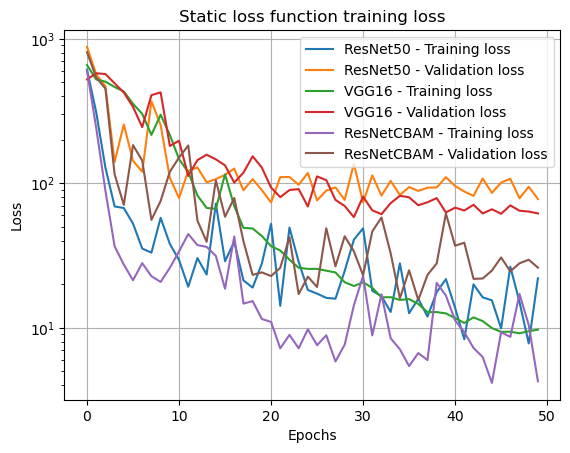 Static loss function training loss
10³
10²
10¹
Loss
ResNet50 - Training loss
ResNet50 - Validation loss
VGG16 - Training loss
VGG16 - Validation loss
ResNetCBAM - Training loss
ResNetCBAM - Validation loss
0 10 20 30 40 50
Epochs